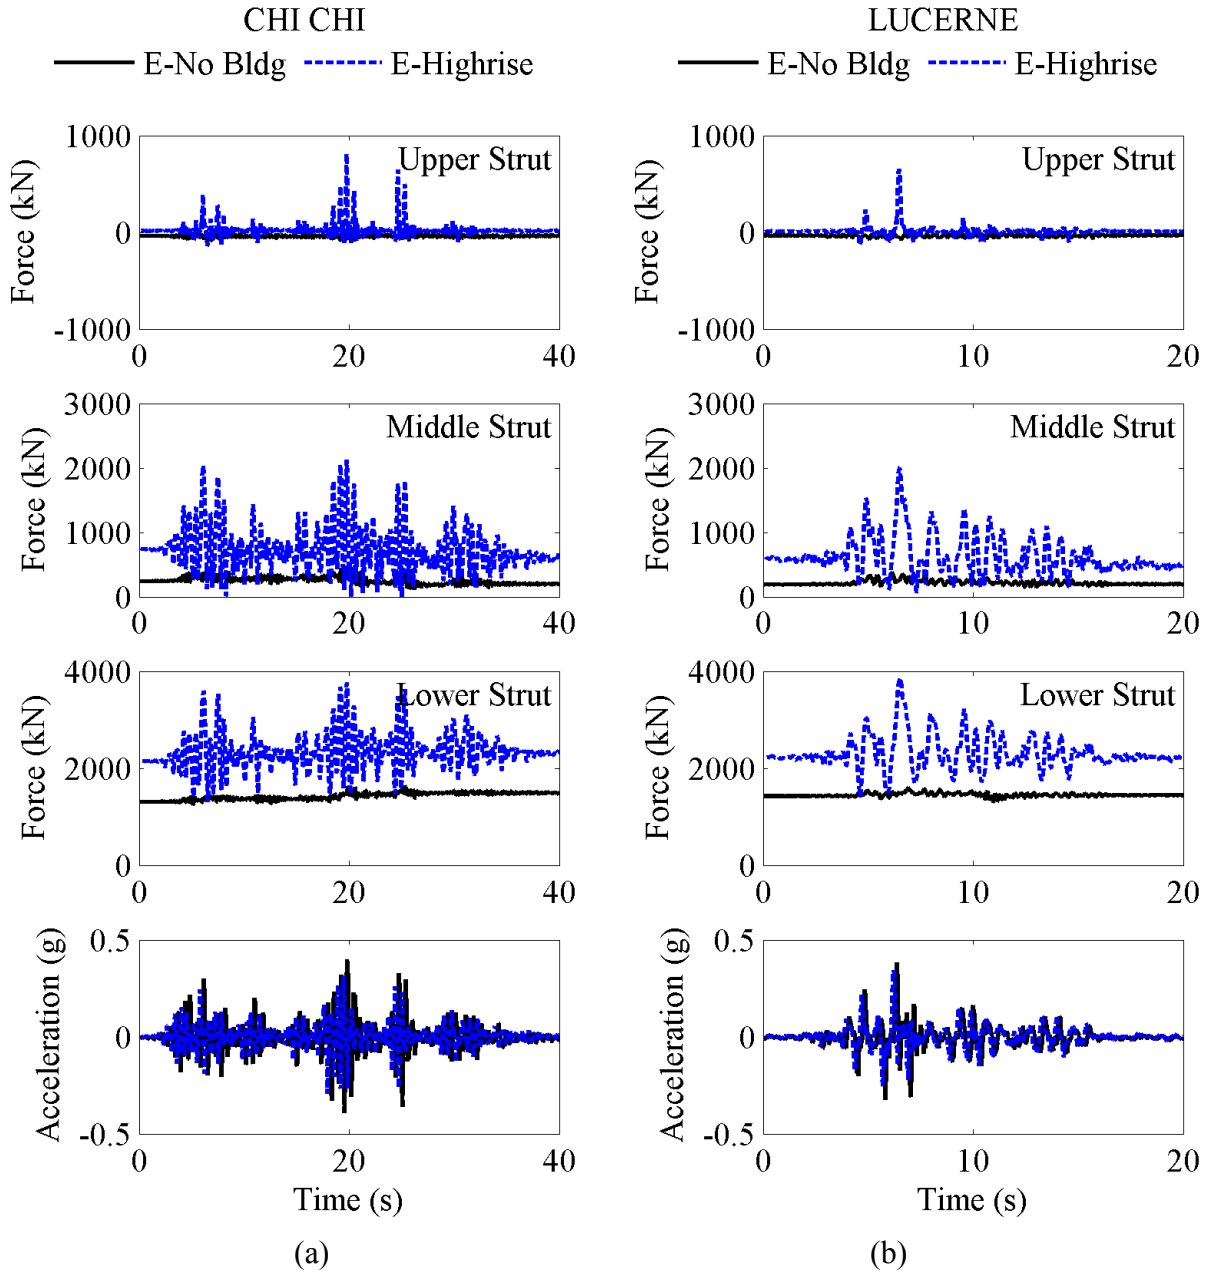 CHI CHI
E-No Bldg E-Highrise
1000
Upper Strut
Force (kN)
0
-1000
0 20 40
3000
Middle Strut
2000
Force (kN)
1000
0
0 20 40
4000
Lower Strut
Force (kN)
2000
0
0 20 40
0.5
Acceleration (g)
0
-0.5
0 20 40
Time (s)
(a)
LUCERNE
E-No Bldg E-Highrise
1000
Upper Strut
Force (kN)
0
-1000
0 10 20
3000
Middle Strut
2000
Force (kN)
1000
0
0 10 20
4000
Lower Strut
Force (kN)
2000
0
0 10 20
0.5
Acceleration (g)
0
-0.5
0 10 20
Time (s)
(b)